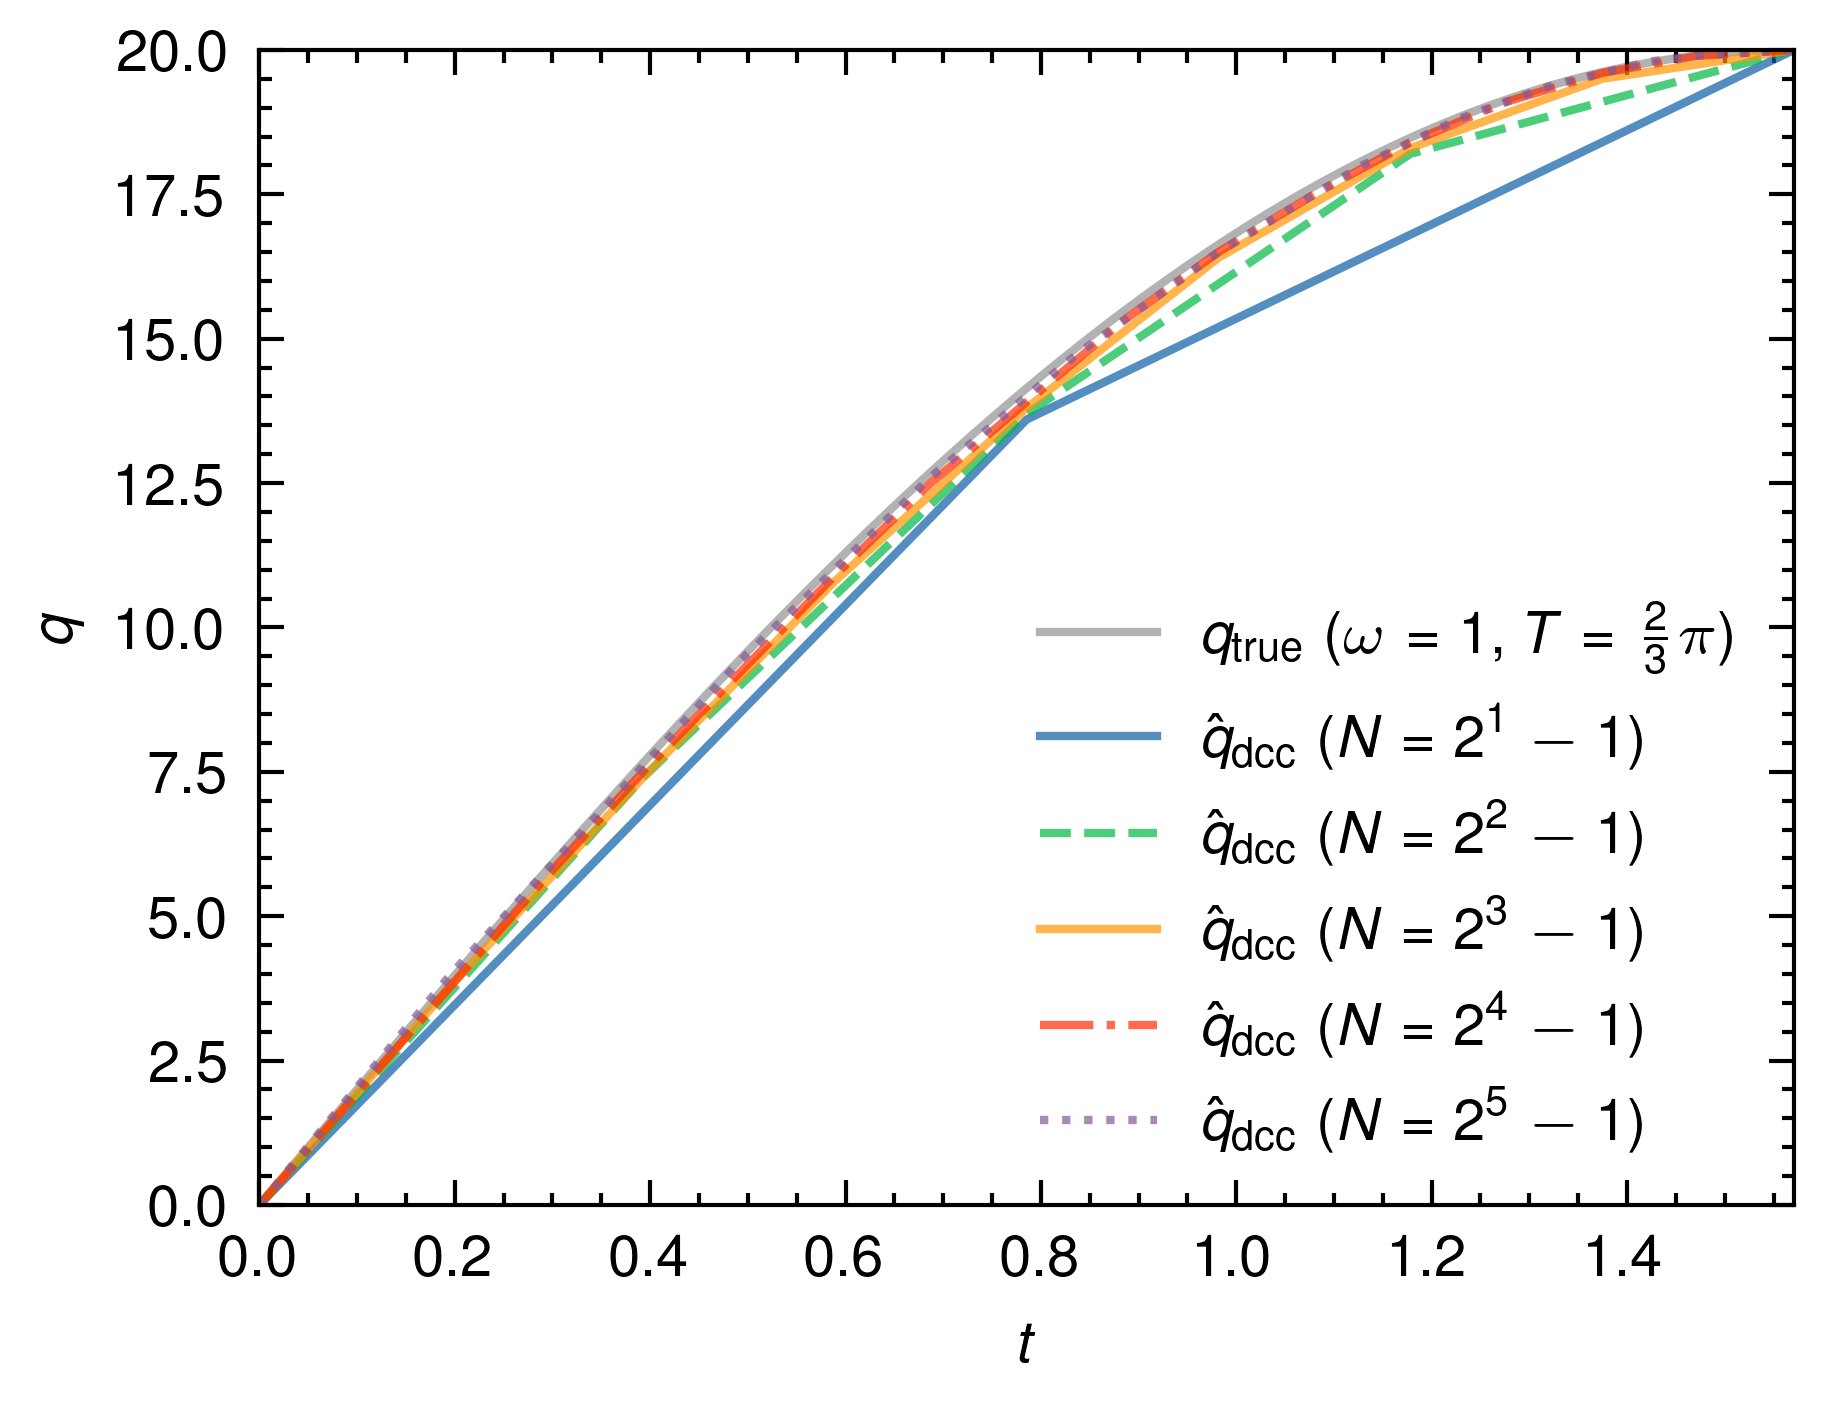 20.0
17.5
15.0
12.5
10.0
7.5
5.0
2.5
0.0
q
0.0 0.2 0.4 0.6 0.8 1.0 1.2 1.4
t
q_true (ω = 1, T = 2/3 π)
q̂_dcc (N = 2^1 − 1)
q̂_dcc (N = 2^2 − 1)
q̂_dcc (N = 2^3 − 1)
q̂_dcc (N = 2^4 − 1)
q̂_dcc (N = 2^5 − 1)